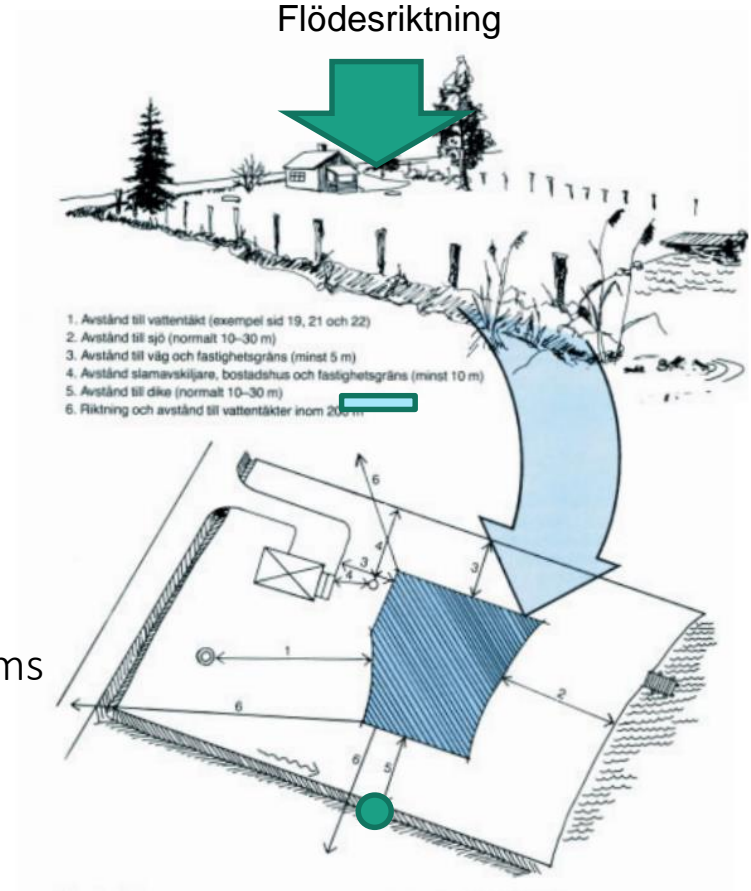 Flödesriktning
1. Avstånd till vattentäkt (exempel sid 19, 21 och 22)
2. Avstånd till sjö (normalt 10–30 m)
3. Avstånd till väg och fastighetsgräns (minst 5 m)
4. Avstånd slamavskiljare, bostadshus och fastighetsgräns (minst 10 m)
5. Avstånd till dike (normalt 10–30 m)
6. Riktning och avstånd till vattentäkter inom 200 m
6
4
3
3
4
1
2
ms
6
6
5